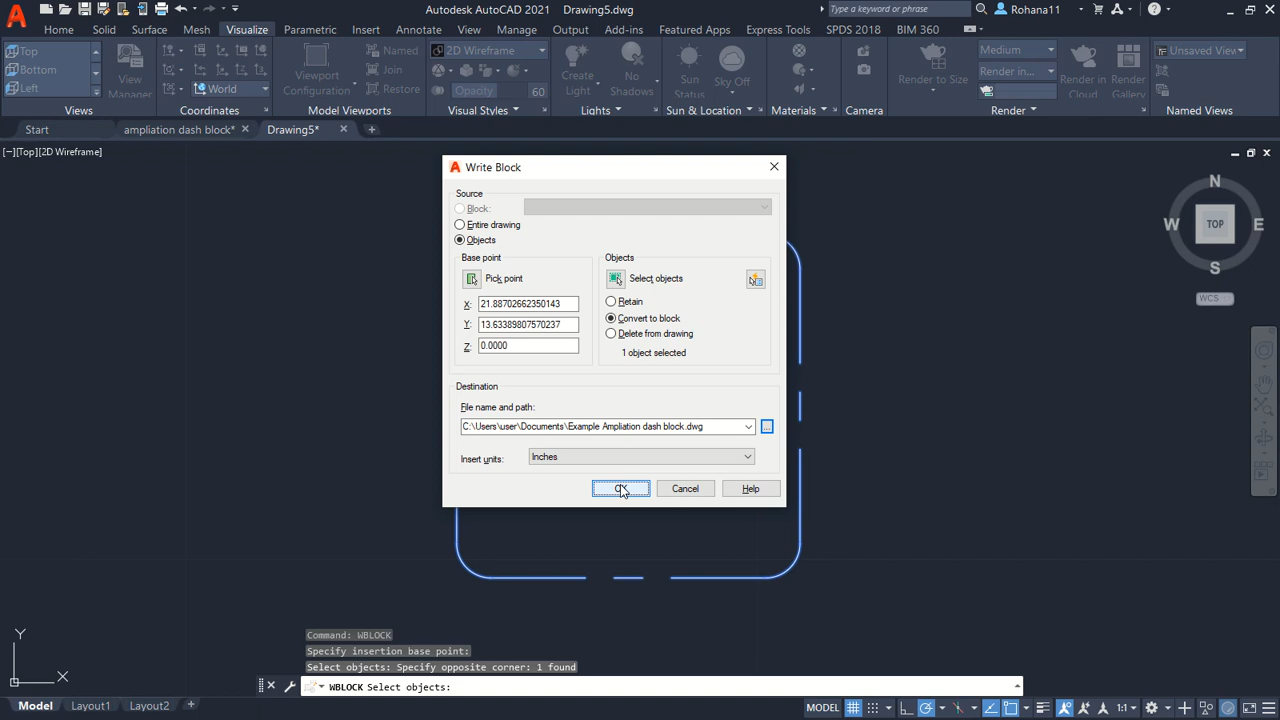 Autodesk AutoCAD 2021 Drawing5.dwg
Type a keyword or phrase
Rohana11
Home Solid Surface Mesh Visualize Parametric Insert Annotate View Manage Output Add-ins Featured Apps Express Tools SPDS 2018 BIM 360
Top
Bottom
Left
View
Manager
Views
World
Coordinates
Viewport
Configuration
Named
Join
Restore
Model Viewports
2D Wireframe
Opacity 60
Visual Styles
Create
Light
No
Shadows
Lights
Sun
Status
Sky Off
Sun & Location
Materials
Camera
Render to Size
Medium
Render in...
Render in
Cloud
Render
Gallery
Render
Unsaved View
Named Views
Start ampliation dash block* Drawing5*
[−][Top][2D Wireframe]
N
W TOP E
S
WCS
Write Block
Source
Block:
Entire drawing
Objects
Base point
Pick point
X: 21.88702662350143
Y: 13.63389807570237
Z: 0.0000
Objects
Select objects
Retain
Convert to block
Delete from drawing
1 object selected
Destination
File name and path:
C:\Users\user\Documents\Example Ampliation dash block.dwg
...
Insert units: Inches
OK Cancel Help
Y
X
Command: WBLOCK
Specify insertion base point:
Select objects: Specify opposite corner: 1 found
WBLOCK Select objects:
Model Layout1 Layout2
MODEL
1:1